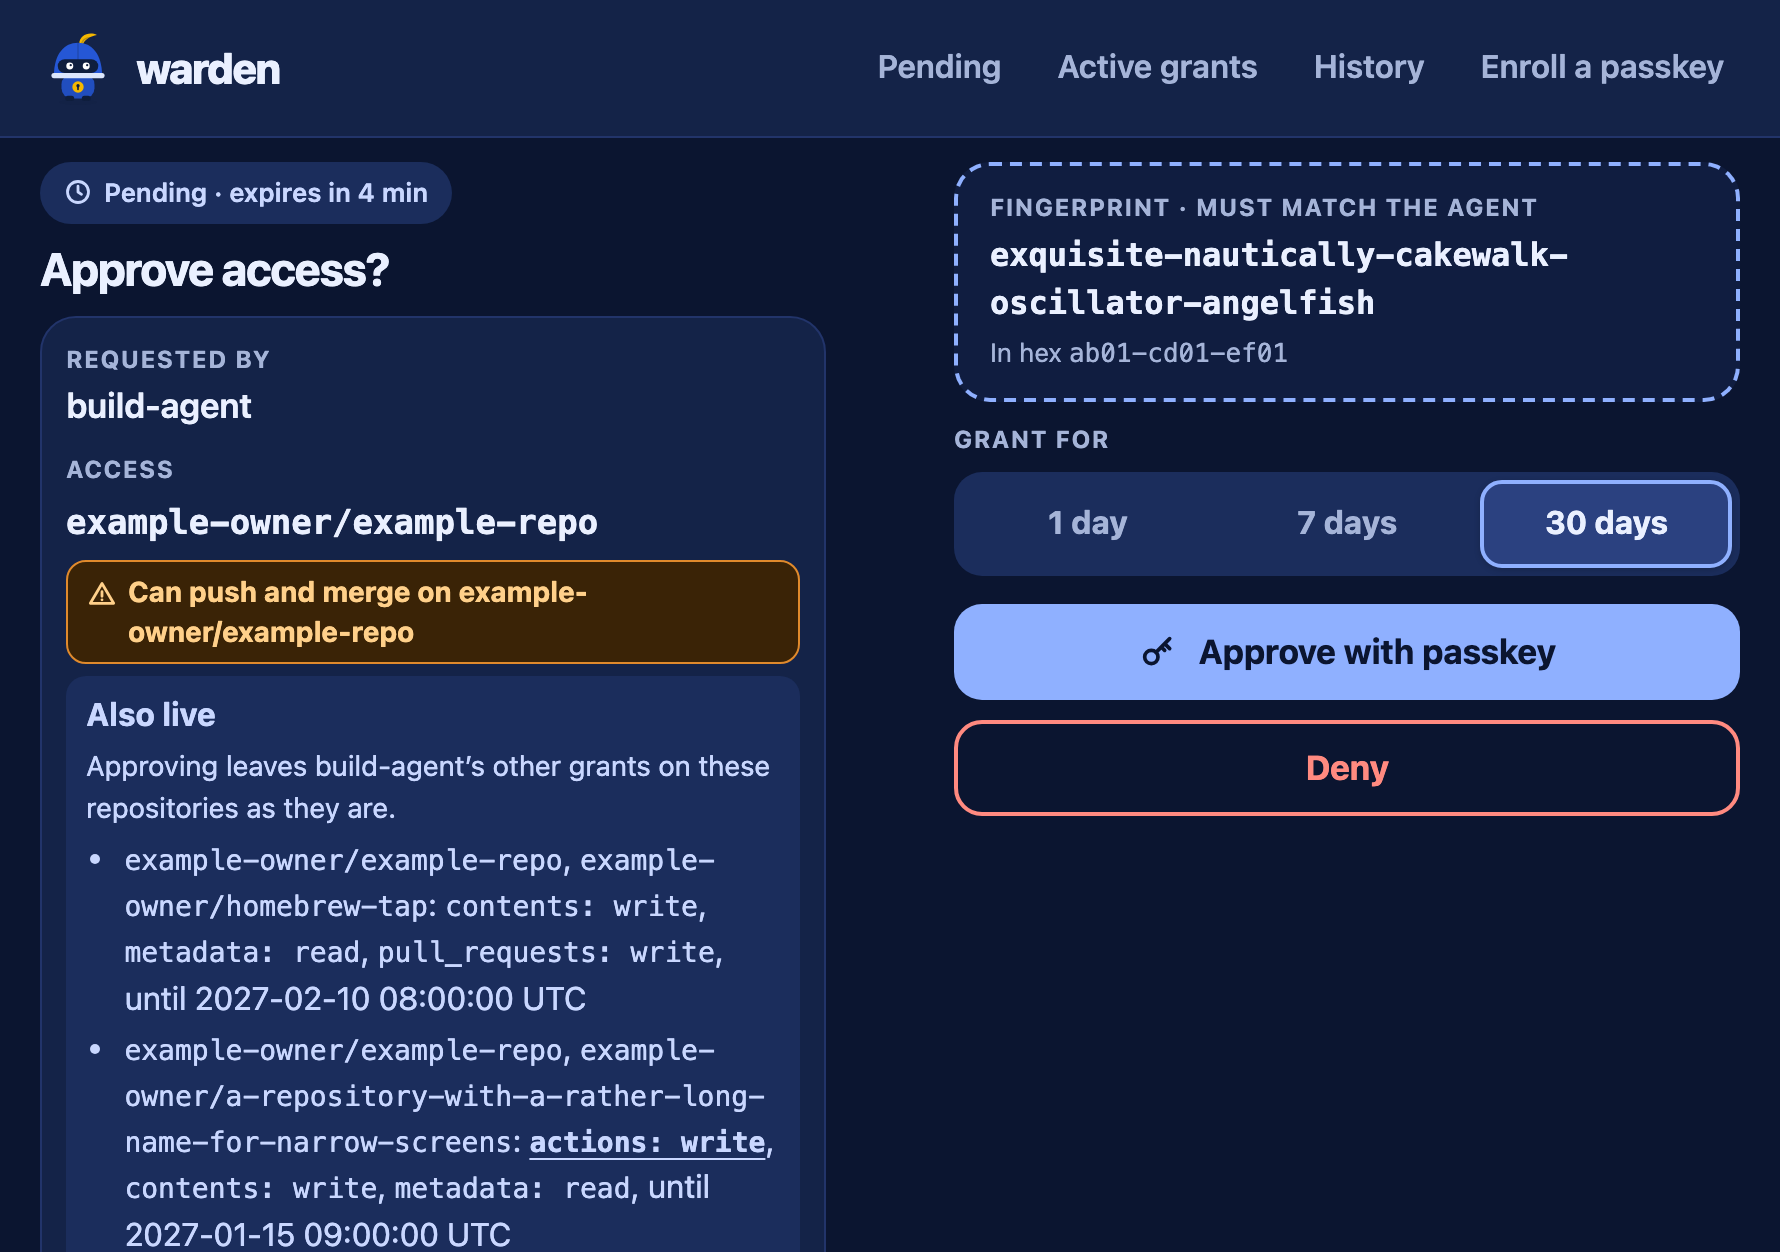 warden
Pending
Active grants
History
Enroll a passkey
Pending · expires in 4 min
Approve access?
REQUESTED BY
build-agent
ACCESS
example-owner/example-repo
Can push and merge on example-
owner/example-repo
Also live
Approving leaves build-agent’s other grants on these
repositories as they are.
• example-owner/example-repo, example-
owner/homebrew-tap: contents: write,
metadata: read, pull_requests: write,
until 2027-02-10 08:00:00 UTC
• example-owner/example-repo, example-
owner/a-repository-with-a-rather-long-
name-for-narrow-screens: actions: write,
contents: write, metadata: read, until
2027-01-15 09:00:00 UTC
FINGERPRINT · MUST MATCH THE AGENT
exquisite-nautically-cakewalk-
oscillator-angelfish
In hex ab01-cd01-ef01
GRANT FOR
1 day
7 days
30 days
Approve with passkey
Deny